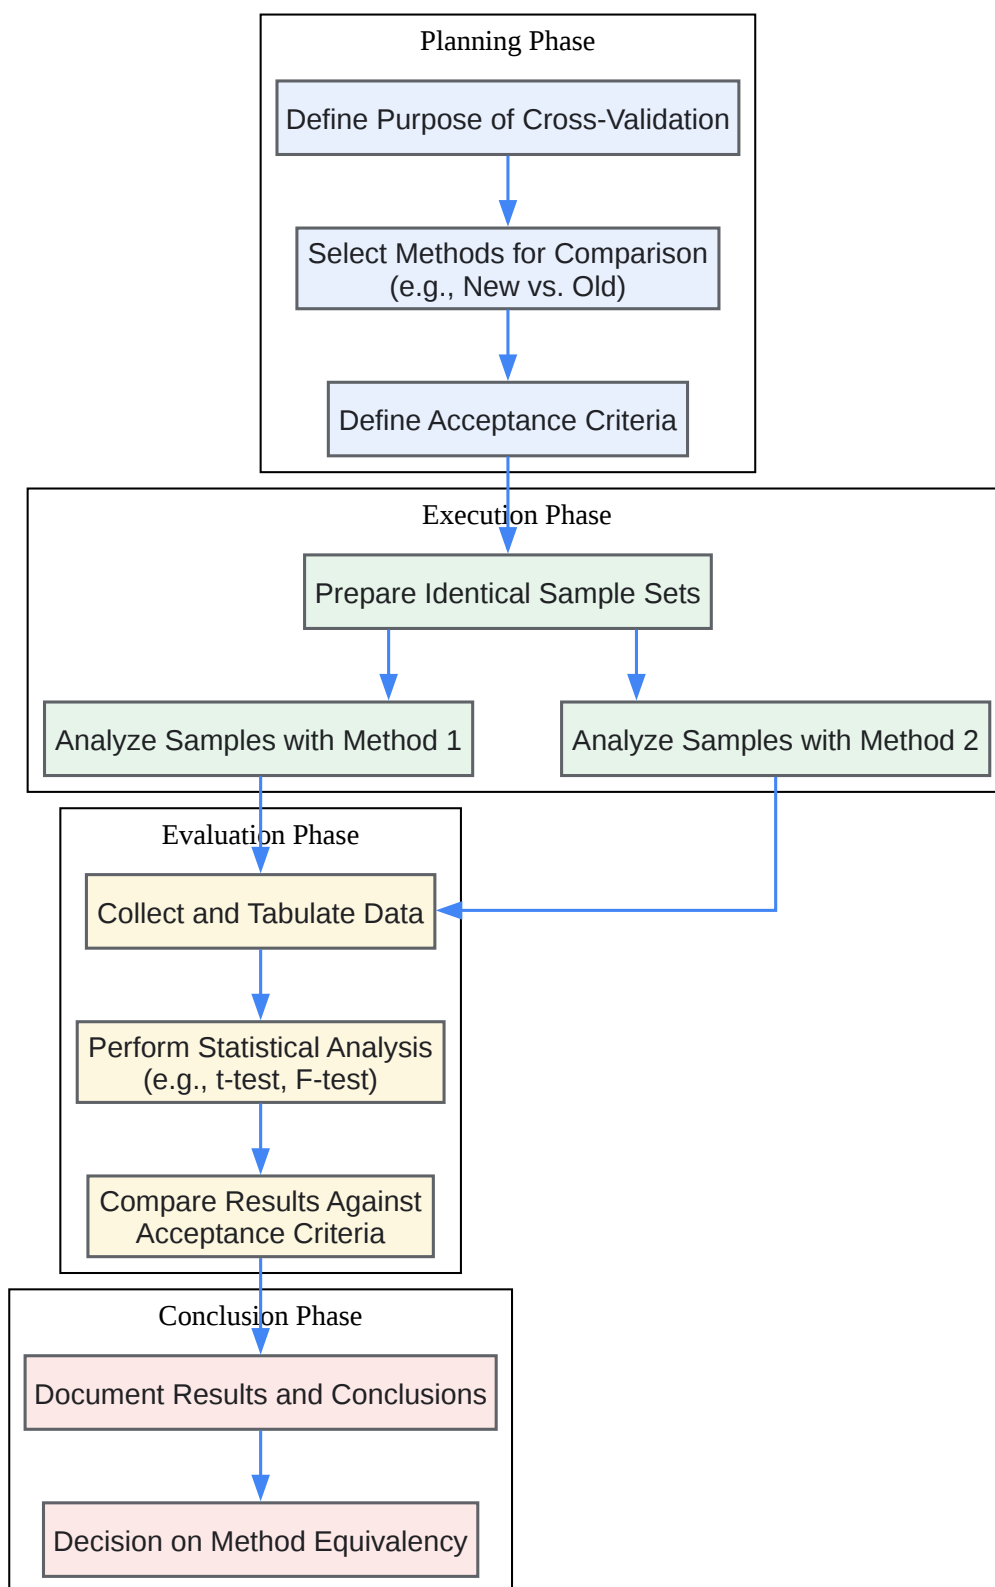 Planning Phase
Define Purpose of Cross-Validation
Select Methods for Comparison
(e.g., New vs. Old)
Define Acceptance Criteria
Execution Phase
Prepare Identical Sample Sets
Analyze Samples with Method 1
Analyze Samples with Method 2
Evaluation Phase
Collect and Tabulate Data
Perform Statistical Analysis
(e.g., t-test, F-test)
Compare Results Against
Acceptance Criteria
Conclusion Phase
Document Results and Conclusions
Decision on Method Equivalency